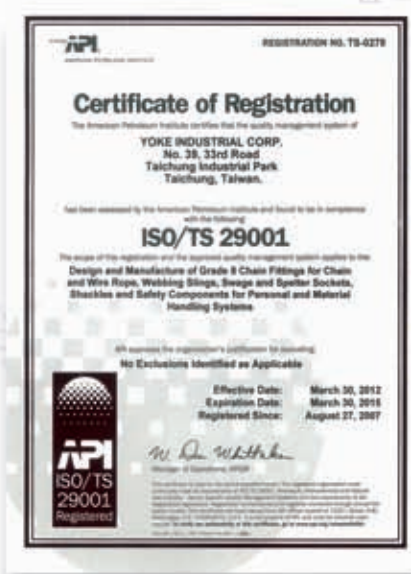 API
REGISTRATION NO. TS-0279
AMERICAN PETROLEUM INSTITUTE
Certificate of Registration
The American Petroleum Institute certifies that the quality management system of
YOKE INDUSTRIAL CORP.
No. 39, 33rd Road
Taichung Industrial Park
Taichung, Taiwan.
has been assessed by the American Petroleum Institute and found to be in compliance
with the following:
ISO/TS 29001
The scope of this registration and the approved quality management system applies to the
Design and Manufacture of Grade 8 Chain Fittings for Chain
and Wire Rope, Webbing Slings, Swage and Spelter Sockets,
Shackles and Safety Components for Personal and Material
Handling Systems
API approves the organization's justification for excluding
No Exclusions Identified as Applicable
Effective Date: March 30, 2012
Expiration Date: March 30, 2015
Registered Since: August 27, 2007
API
ISO/TS
29001
Registered